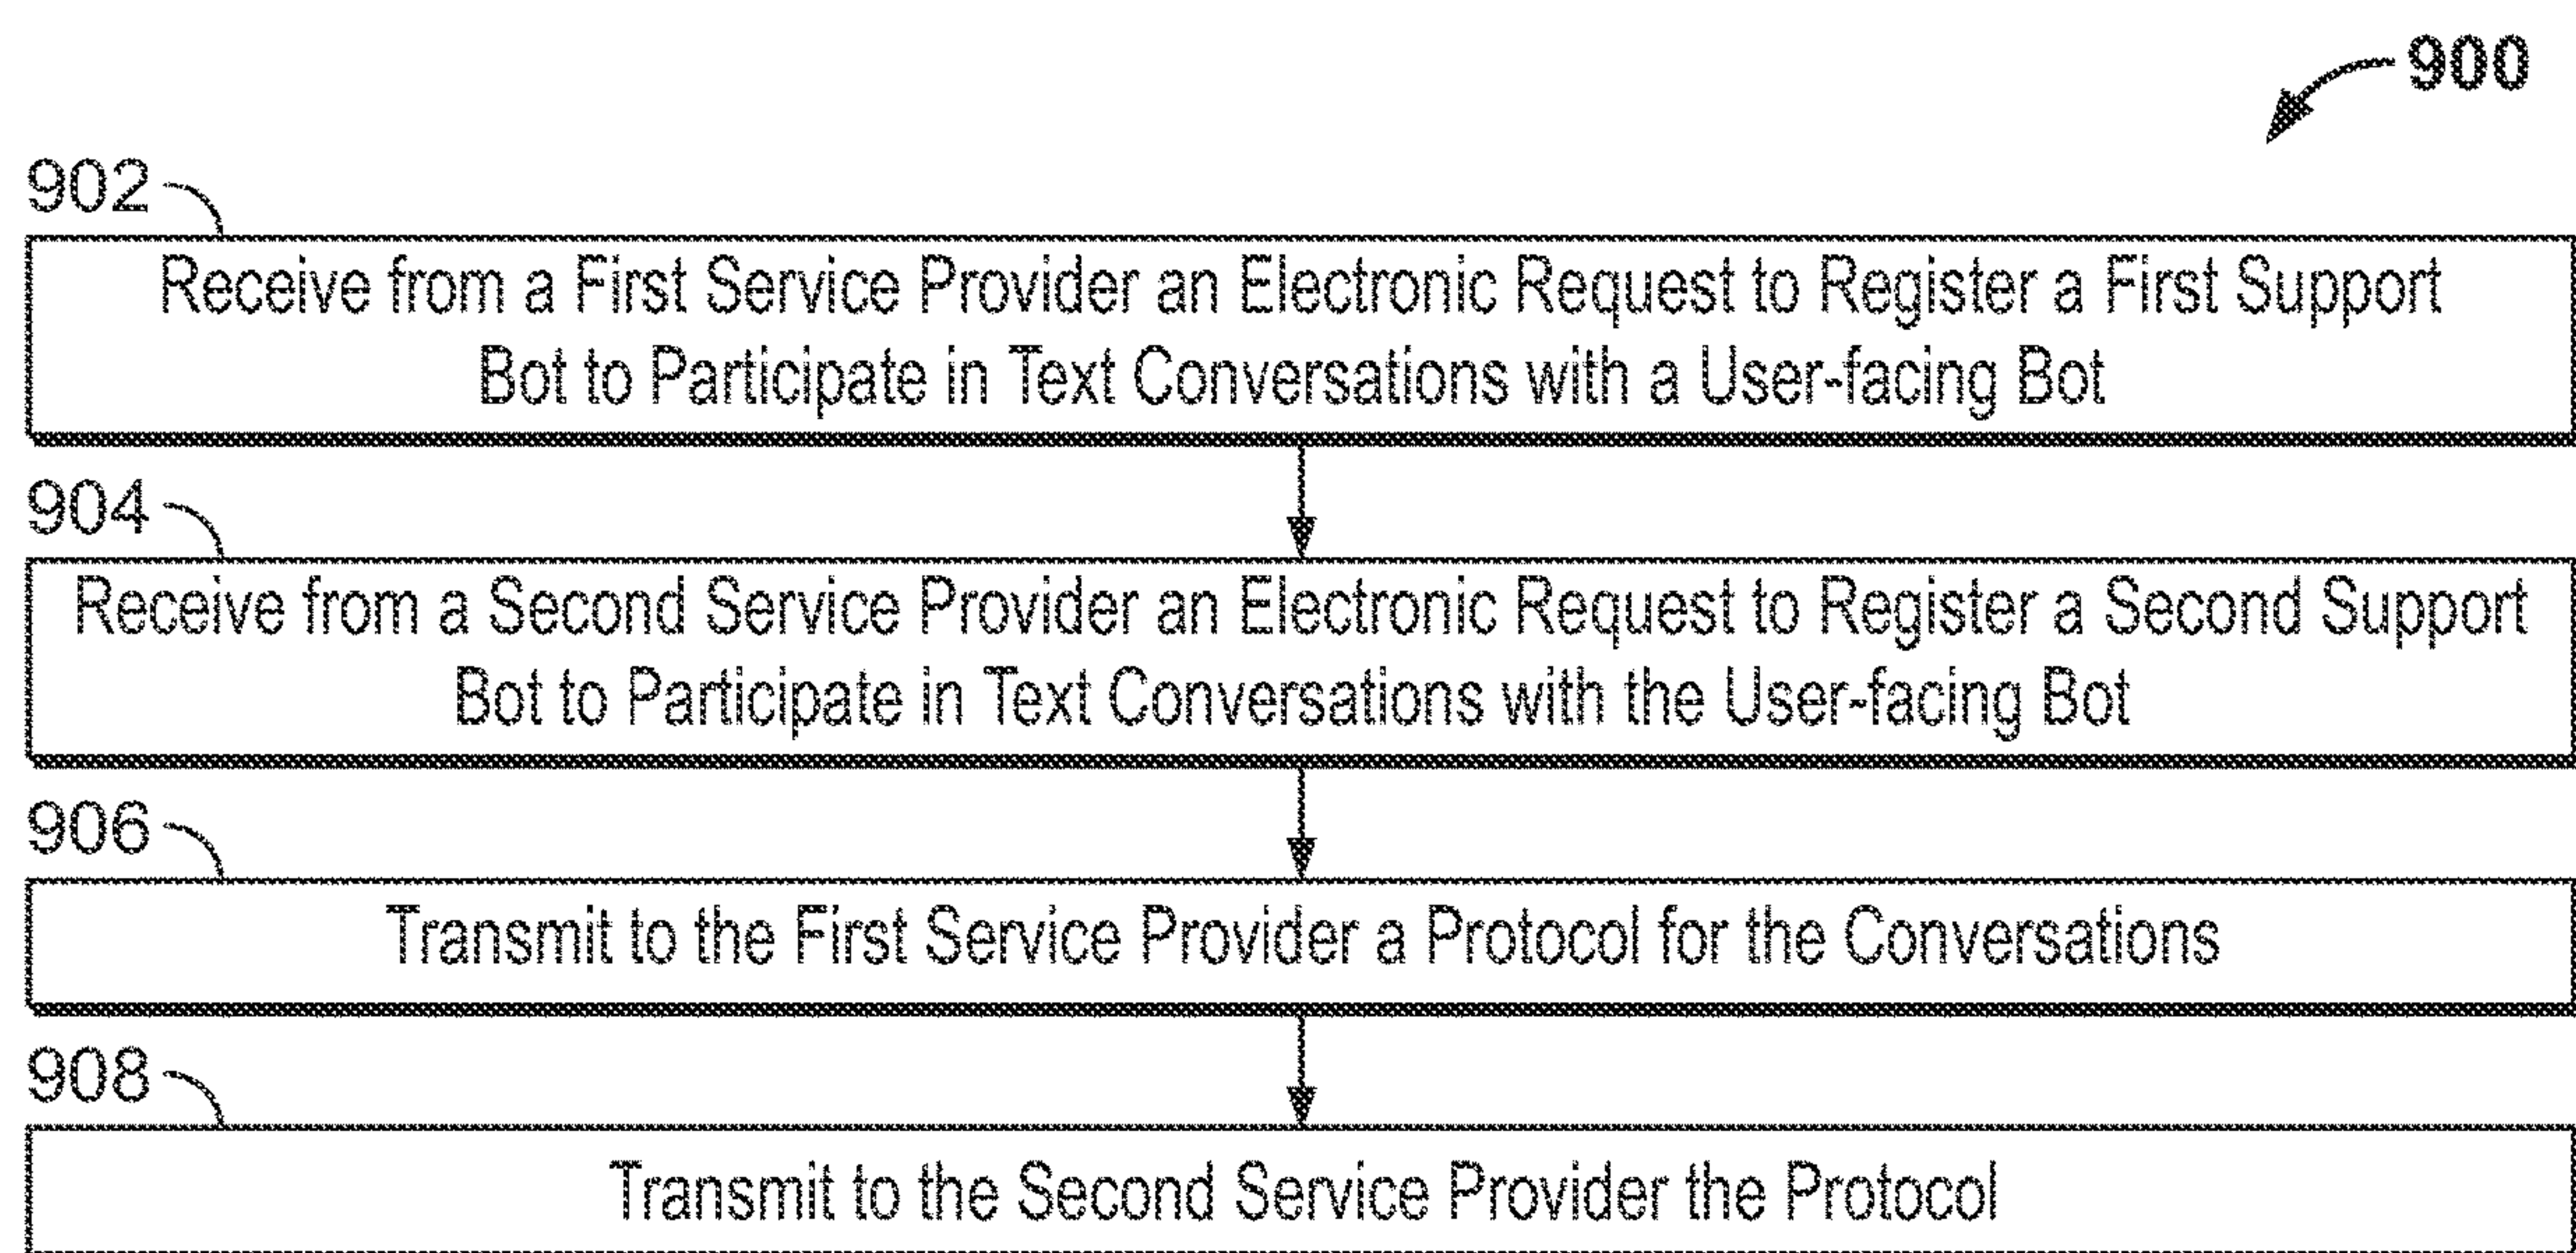 900
902
Receive from a First Service Provider an Electronic Request to Register a First Support
Bot to Participate in Text Conversations with a User-facing Bot
904
Receive from a Second Service Provider an Electronic Request to Register a Second Support
Bot to Participate in Text Conversations with the User-facing Bot
906
Transmit to the First Service Provider a Protocol for the Conversations
908
Transmit to the Second Service Provider the Protocol